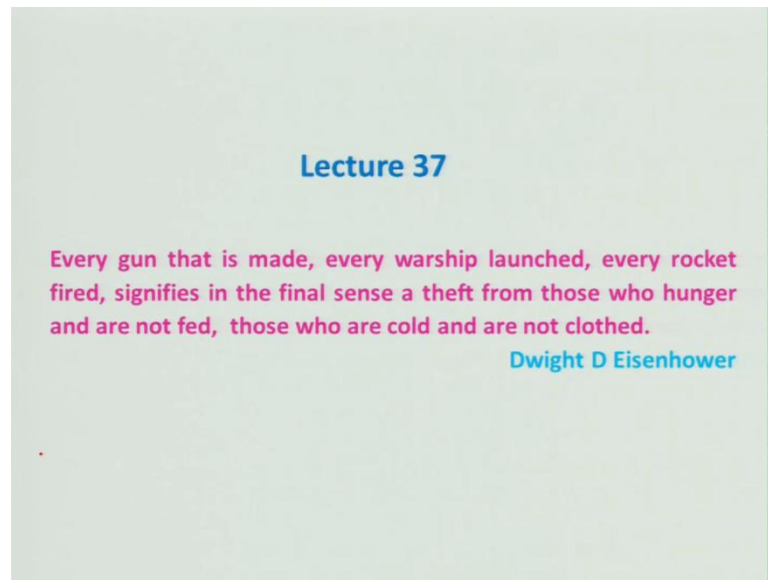 Lecture 37
Every gun that is made, every warship launched, every rocket
fired, signifies in the final sense a theft from those who hunger
and are not fed, those who are cold and are not clothed.
Dwight D Eisenhower